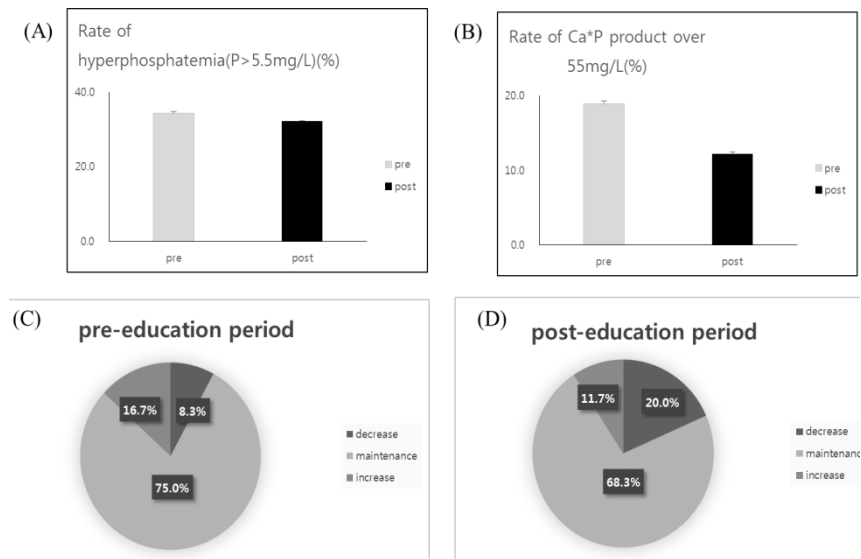 (A)
Rate of
hyperphosphatemia(P>5.5mg/L)(%)
40.0
20.0
0.0
pre
post
pre
post
(B)
Rate of Ca*P product over
55mg/L(%)
20.0
10.0
0.0
pre
post
pre
post
(C)
pre-education period
16.7%
8.3%
75.0%
decrease
maintenance
increase
(D)
post-education period
11.7%
20.0%
68.3%
decrease
maintenanc
increase